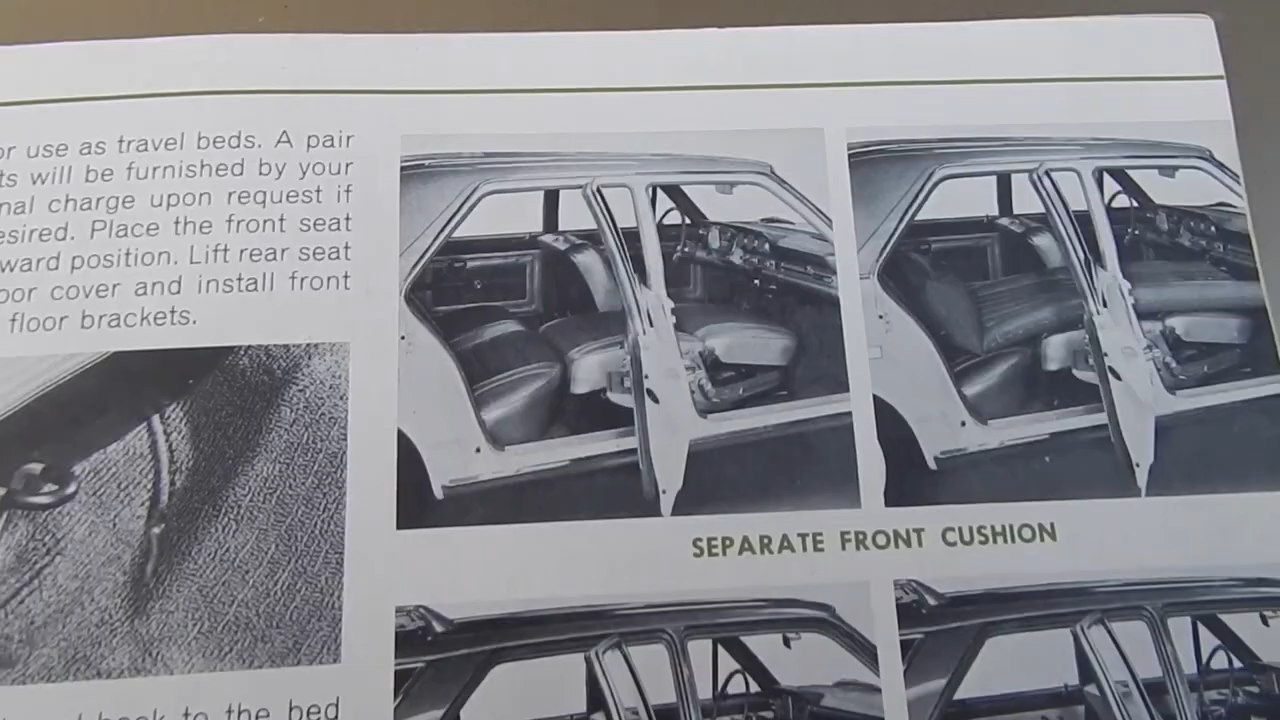 or use as travel beds. A pair
ts will be furnished by your
nal charge upon request if
esired. Place the front seat
ward position. Lift rear seat
oor cover and install front
floor brackets.
SEPARATE FRONT CUSHION
back to the bed